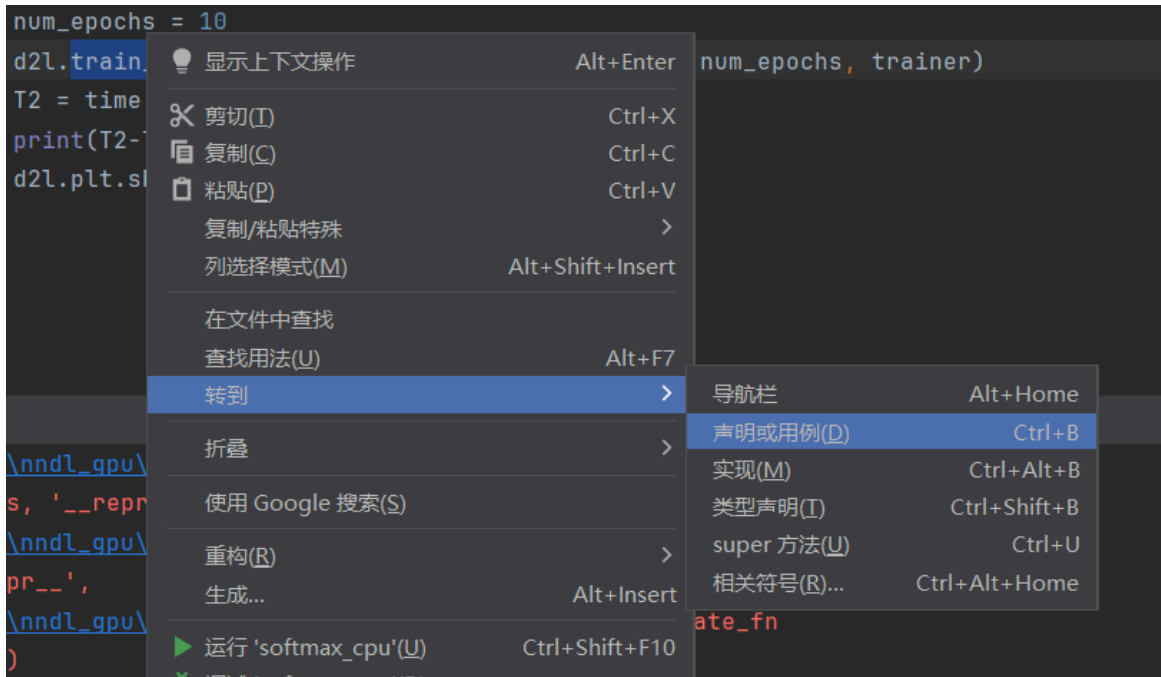 num_epochs = 10
d2l.train_
num_epochs, trainer)
T2 = time
print(T2-
d2l.plt.s
显示上下文操作 Alt+Enter
剪切(T) Ctrl+X
复制(C) Ctrl+C
粘贴(P) Ctrl+V
复制/粘贴特殊
列选择模式(M) Alt+Shift+Insert
在文件中查找
查找用法(U) Alt+F7
转到
折叠
使用 Google 搜索(S)
重构(R)
生成... Alt+Insert
运行 'softmax_cpu'(U) Ctrl+Shift+F10
导航栏 Alt+Home
声明或用例(D) Ctrl+B
实现(M) Ctrl+Alt+B
类型声明(T) Ctrl+Shift+B
super 方法(U) Ctrl+U
相关符号(R)... Ctrl+Alt+Home
\nndl_gpu\
s, '__repr
\nndl_gpu\
pr__',
\nndl_gpu\
ate_fn
)